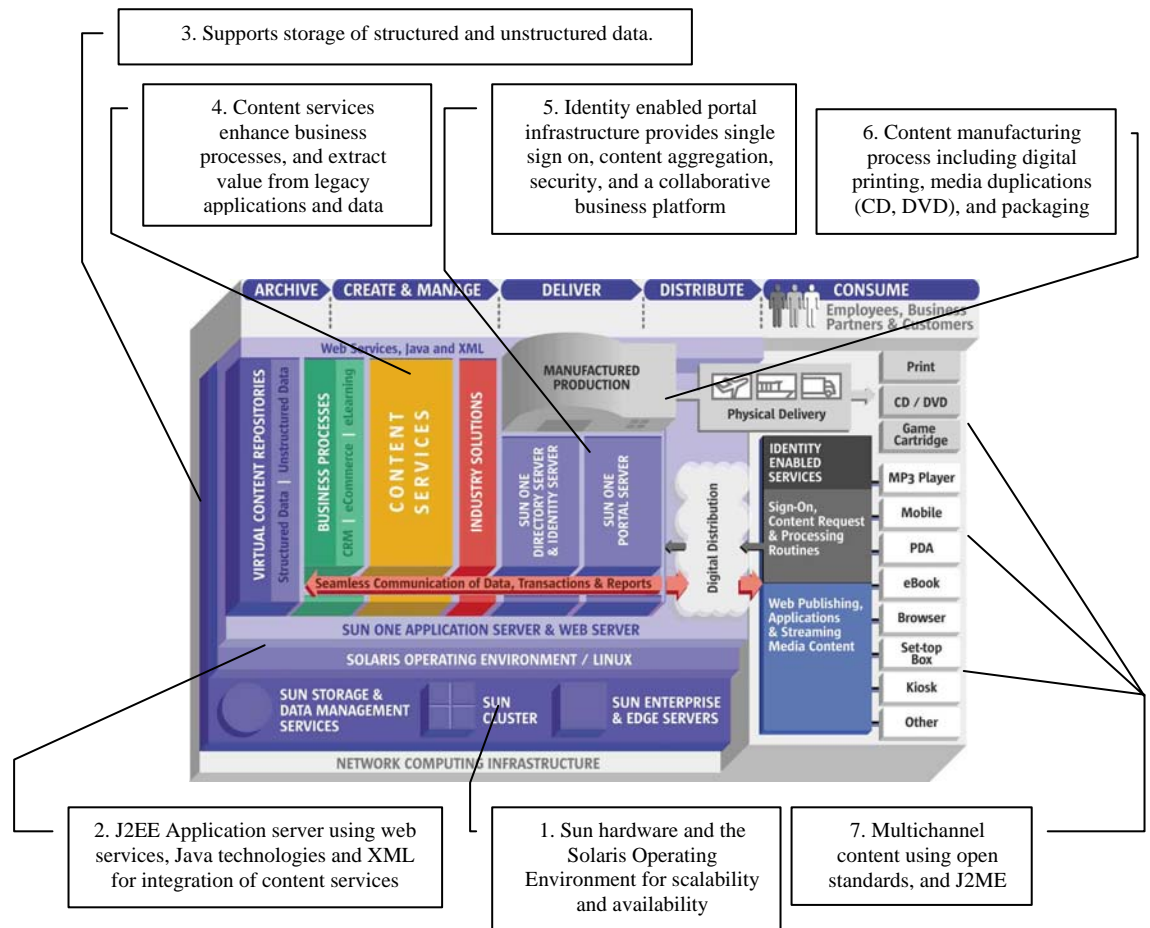 3. Supports storage of structured and unstructured data.
4. Content services
enhance business
processes, and extract
value from legacy
applications and data
5. Identity enabled portal
infrastructure provides single
sign on, content aggregation,
security, and a collaborative
business platform
6. Content manufacturing
process including digital
printing, media duplications
(CD, DVD), and packaging
ARCHIVE
CREATE & MANAGE
DELIVER
DISTRIBUTE
CONSUME
Employees, Business
Partners & Customers
Web Services, Java and XML
VIRTUAL CONTENT REPOSITORIES
Structured Data | Unstructured Data
BUSINESS PROCESSES
CRM | eCommerce | eLearning
CONTENT
SERVICES
INDUSTRY SOLUTIONS
MANUFACTURED
PRODUCTION
SUN ONE
DIRECTORY SERVER
& IDENTITY SERVER
SUN ONE
PORTAL SERVER
Physical Delivery
Digital Distribution
IDENTITY
ENABLED
SERVICES
Sign-On,
Content Request
& Processing
Routines
Web Publishing,
Applications
& Streaming
Media Content
Print
CD / DVD
Game
Cartridge
MP3 Player
Mobile
PDA
eBook
Browser
Set-top
Box
Kiosk
Other
Seamless Communication of Data, Transactions & Reports
SUN ONE APPLICATION SERVER & WEB SERVER
SOLARIS OPERATING ENVIRONMENT / LINUX
SUN STORAGE &
DATA MANAGEMENT
SERVICES
SUN
CLUSTER
SUN ENTERPRISE
& EDGE SERVERS
NETWORK COMPUTING INFRASTRUCTURE
2. J2EE Application server using web
services, Java technologies and XML
for integration of content services
1. Sun hardware and the
Solaris Operating
Environment for scalability
and availability
7. Multichannel
content using open
standards, and J2ME